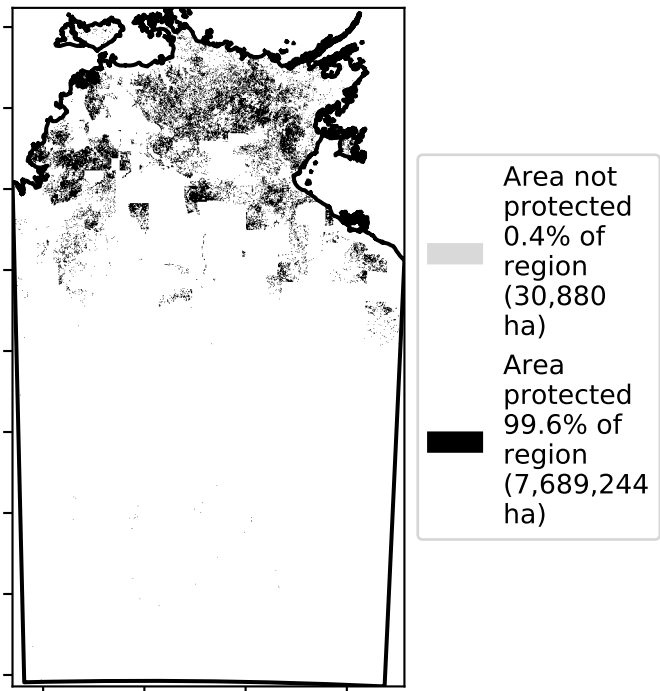 Area not
protected
0.4% of
region
(30,880
ha)
Area
protected
99.6% of
region
(7,689,244
ha)